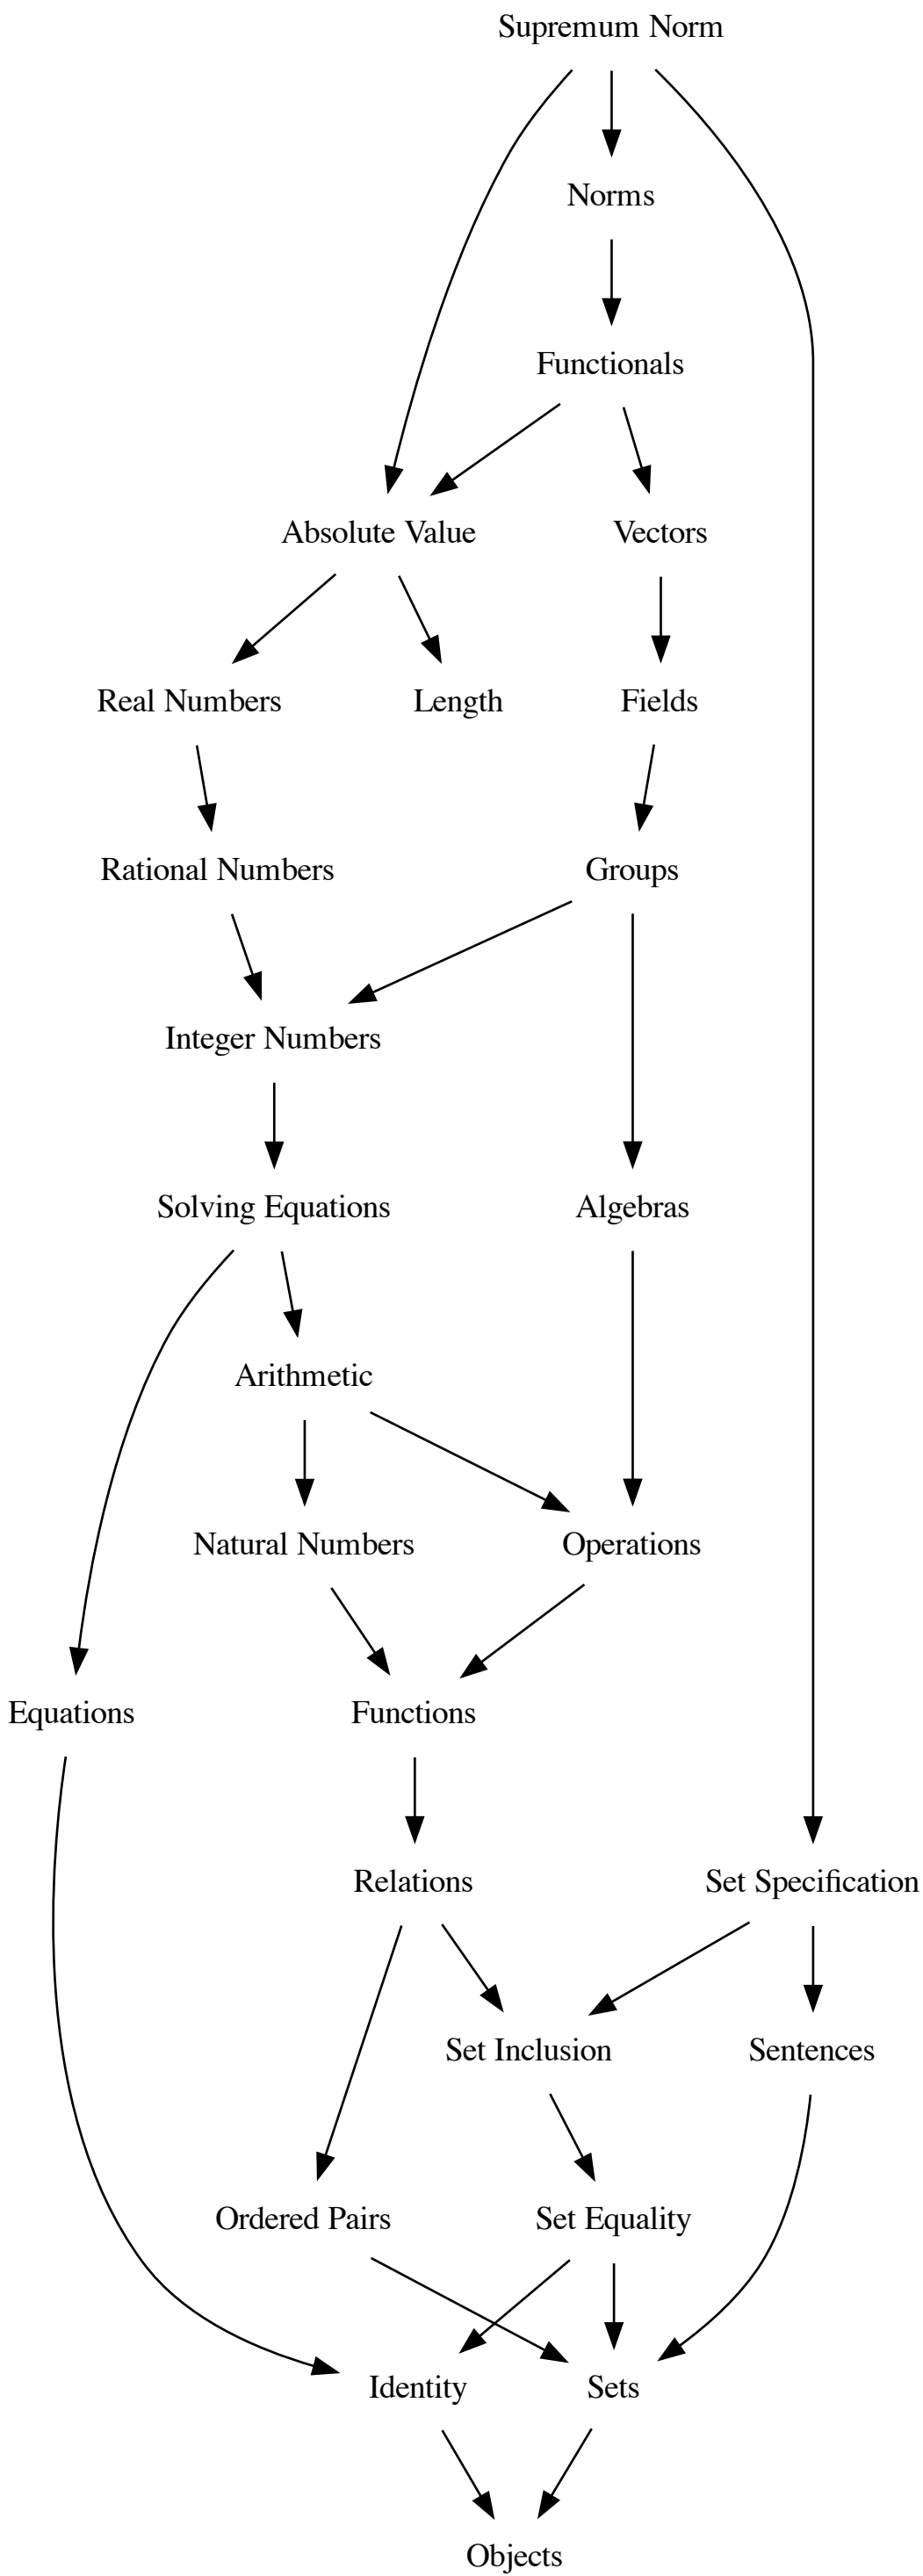 Supremum Norm
Norms
Functionals
Absolute Value
Vectors
Real Numbers
Length
Fields
Rational Numbers
Groups
Integer Numbers
Solving Equations
Algebras
Arithmetic
Natural Numbers
Operations
Equations
Functions
Relations
Set Specification
Set Inclusion
Sentences
Ordered Pairs
Set Equality
Identity
Sets
Objects